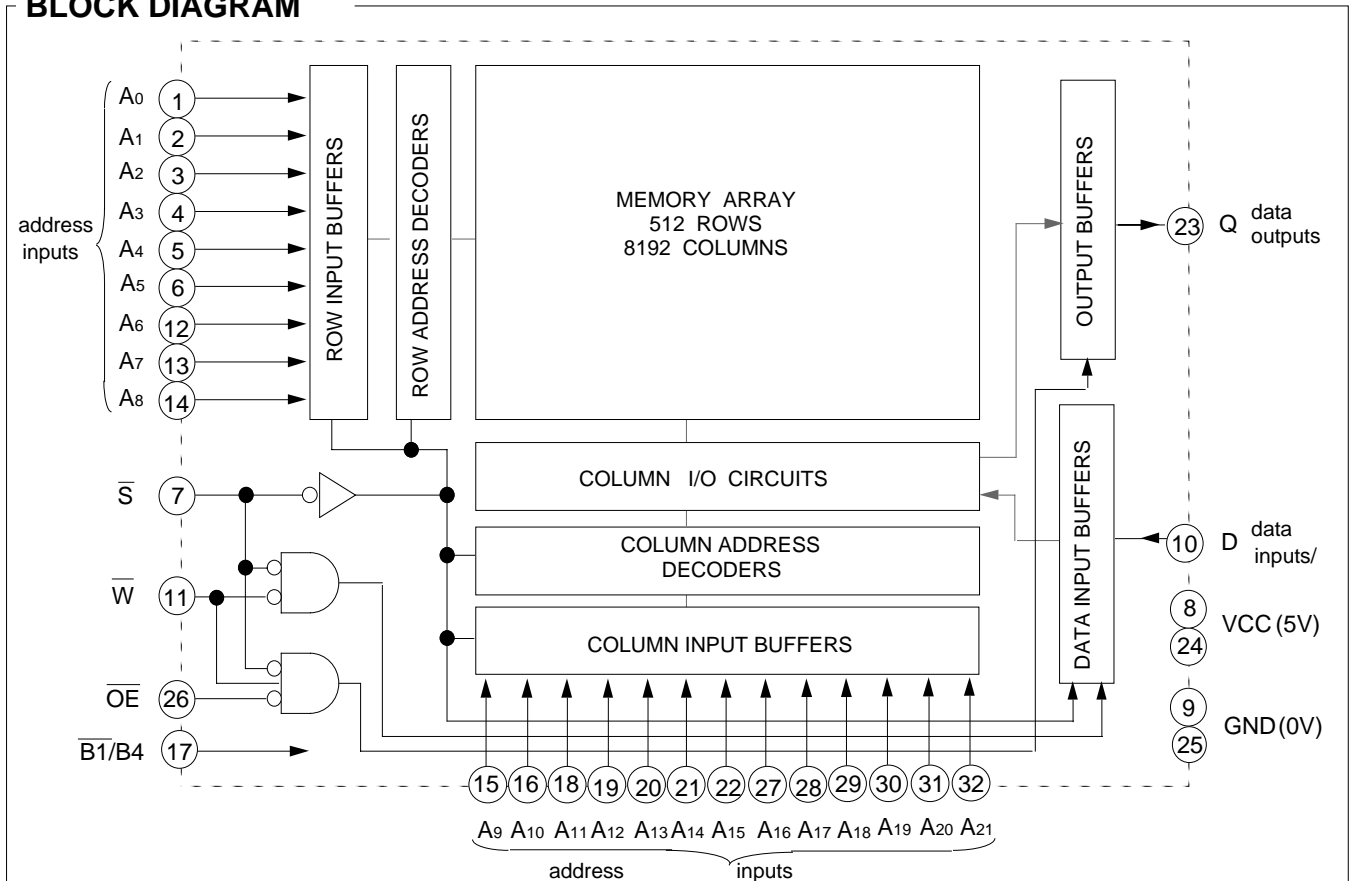 BLOCK DIAGRAM
address
inputs
A0 1
A1 2
A2 3
A3 4
A4 5
A5 6
A6 12
A7 13
A8 14
S 7
W 11
OE 26
B1/B4 17
ROW INPUT BUFFERS
ROW ADDRESS DECODERS
MEMORY ARRAY
512 ROWS
8192 COLUMNS
COLUMN I/O CIRCUITS
COLUMN ADDRESS
DECODERS
COLUMN INPUT BUFFERS
OUTPUT BUFFERS
DATA INPUT BUFFERS
23 Q data
outputs
10 D data
inputs/
8
24
VCC (5V)
9
25
GND (0V)
15 16 18 19 20 21 22 27 28 29 30 31 32
A9 A10 A11 A12 A13 A14 A15 A16 A17 A18 A19 A20 A21
address inputs